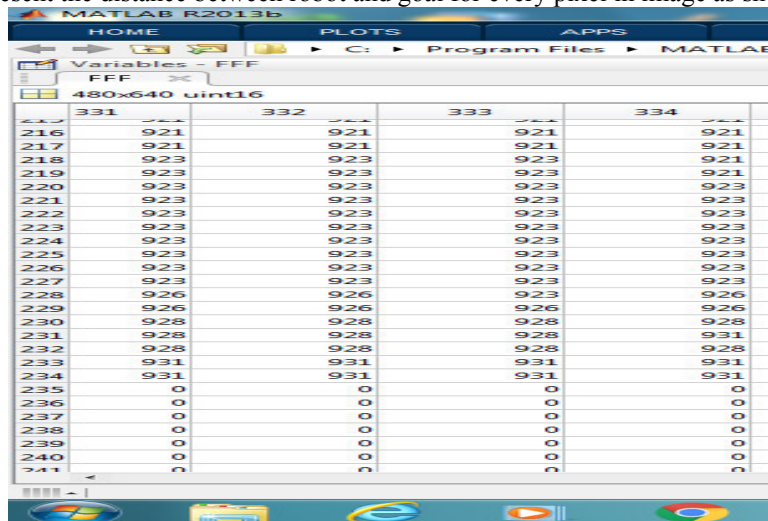 MATLAB R2013b
HOME PLOTS APPS
C: Program Files MATLAB
Variables - FFF
FFF
480x640 uint16
331 332 333 334
216 921 921 921 921
217 921 921 921 921
218 923 923 923 921
219 923 923 923 921
220 923 923 923 923
221 923 923 923 923
222 923 923 923 923
223 923 923 923 923
224 923 923 923 923
225 923 923 923 923
226 923 923 923 923
227 923 923 923 923
228 926 926 923 926
229 926 926 926 926
230 928 928 928 928
231 928 928 928 931
232 928 928 928 928
233 931 931 931 931
234 931 931 931 931
235 0 0 0 0
236 0 0 0 0
237 0 0 0 0
238 0 0 0 0
239 0 0 0 0
240 0 0 0 0
241 0 0 0 0